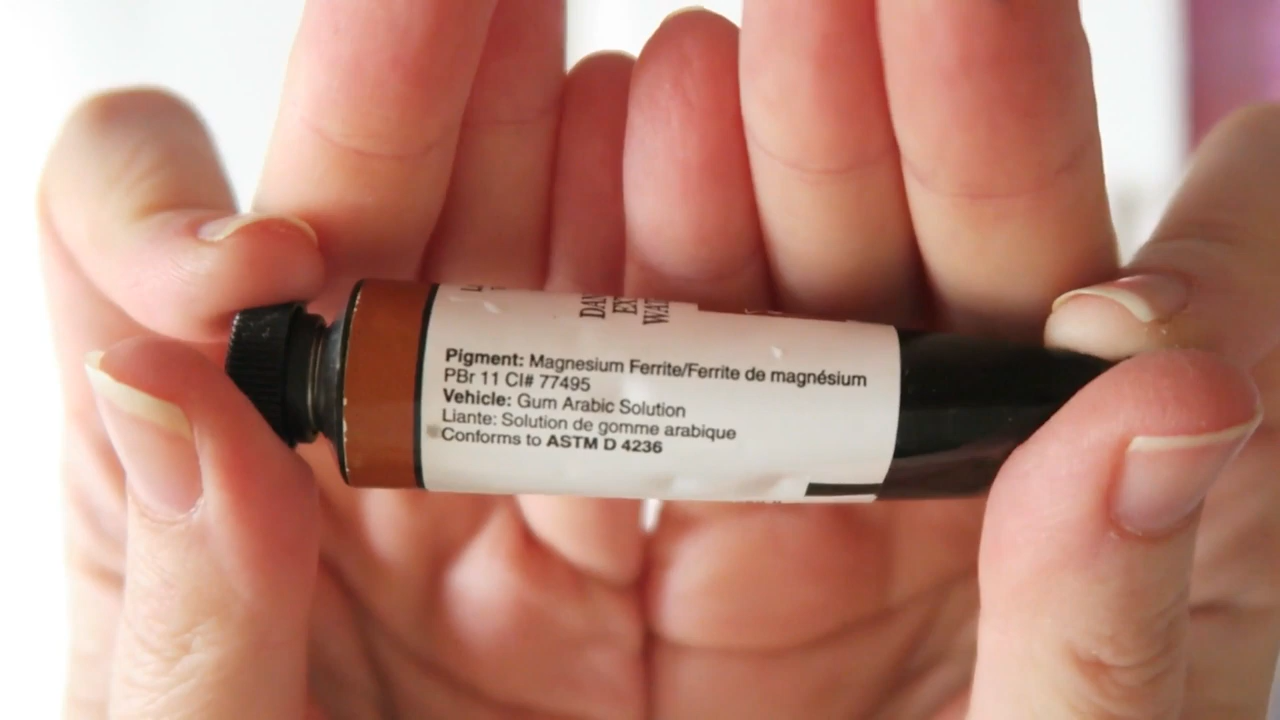 Pigment: Magnesium Ferrite/Ferrite de magnésium
PBr 11 CI# 77495
Vehicle: Gum Arabic Solution
Liante: Solution de gomme arabique
Conforms to ASTM D 4236